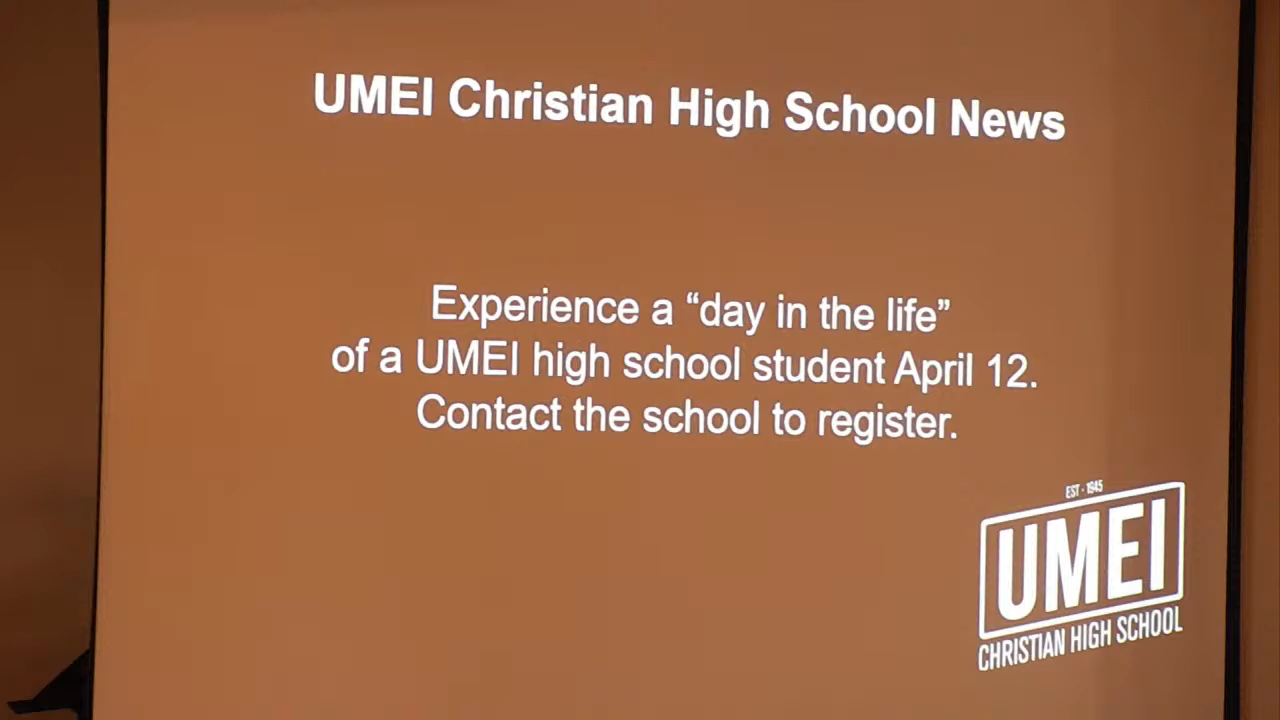 UMEI Christian High School News
Experience a “day in the life”
of a UMEI high school student April 12.
Contact the school to register.
EST - 1945
UMEI
CHRISTIAN HIGH SCHOOL